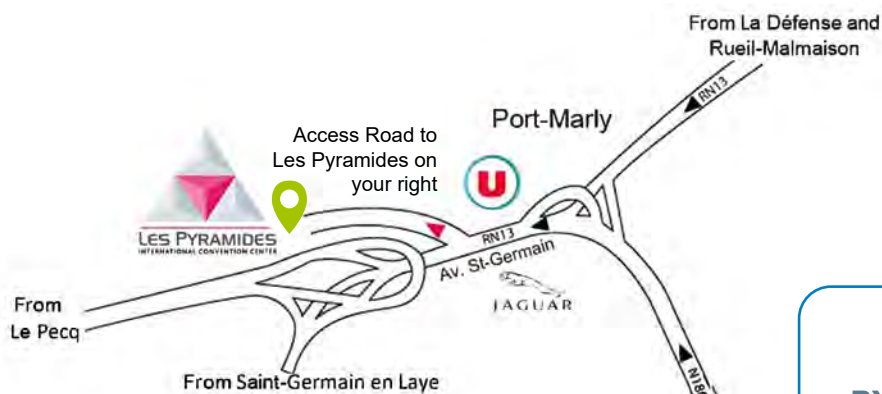 From La Défense and
Rueil-Malmaison
RN13
Port-Marly
Access Road to
Les Pyramides on
your right
U
LES PYRAMIDES
INTERNATIONAL CONVENTION CENTER
RN13
Av. St-Germain
JAGUAR
From
Le Pecq
From Saint-Germain en Laye